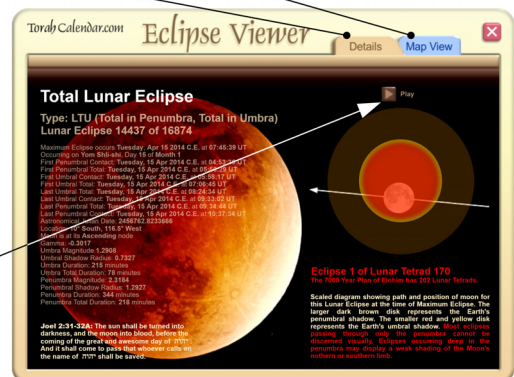 Torah Calendar.com
Eclipse Viewer
Details
Map View
Total Lunar Eclipse
Type: LTU (Total in Penumbra, Total in Umbra)
Lunar Eclipse 14437 of 16874
Maximum Eclipse occurs Tuesday, Apr 15 2014 C.E. at 07:45:39 UT
Occurring on Yom Shli-shi, Day 15 of Month 1
First Penumbral Contact: Tuesday, 15 Apr 2014 C.E. at UT
First Penumbral Total: Tuesday, 15 Apr 2014 C.E. at UT
First Umbral Contact: Tuesday, 15 Apr 2014 C.E. at 05:58:17 UT
First Umbral Total: Tuesday, 15 Apr 2014 C.E. at 07:06:45 UT
Last Umbral Total: Tuesday, 15 Apr 2014 C.E. at 08:24:34 UT
Last Umbral Contact: Tuesday, 15 Apr 2014 C.E. at 09:33:02 UT
Last Penumbral Total: Tuesday, 15 Apr 2014 C.E. at 09:34:44 UT
Last Penumbral Contact: Tuesday, 15 Apr 2014 C.E. at 10:37:34 UT
Astronomical Julian Date: 2456762.8233666
Location: 10° South, 116.5° West
Moon is at its Ascending node
Gamma: -0.3017
Umbra Magnitude 1.2908
Umbral Shadow Radius: 0.7327
Umbra Duration: 215 minutes
Umbra Total Duration: 78 minutes
Penumbra Magnitude: 2.3184
Penumbral Shadow Radius: 1.2927
Penumbra Duration: 344 minutes
Penumbra Total Duration: 218 minutes
Joel 2:31-32A: The sun shall be turned into
darkness, and the moon into blood, before the
coming of the great and awesome day of יהוה
And it shall come to pass that whoever calls on
the name of יהוה shall be saved.
Play
Eclipse 1 of Lunar Tetrad 170
The 7000 Year Plan of Elohim has 202 Lunar Tetrads.
Scaled diagram showing path and position of moon for
this Lunar Eclipse at the time of Maximum Eclipse. The
larger dark brown disk represents the Earth's
penumbral shadow. The smaller red and yellow disk
represents the Earth's umbral shadow. Most eclipses
passing through only the penumbra cannot be
discerned visually. Eclipses occurring deep in the
penumbra may display a weak shading of the Moon's
nothern or southern limb.